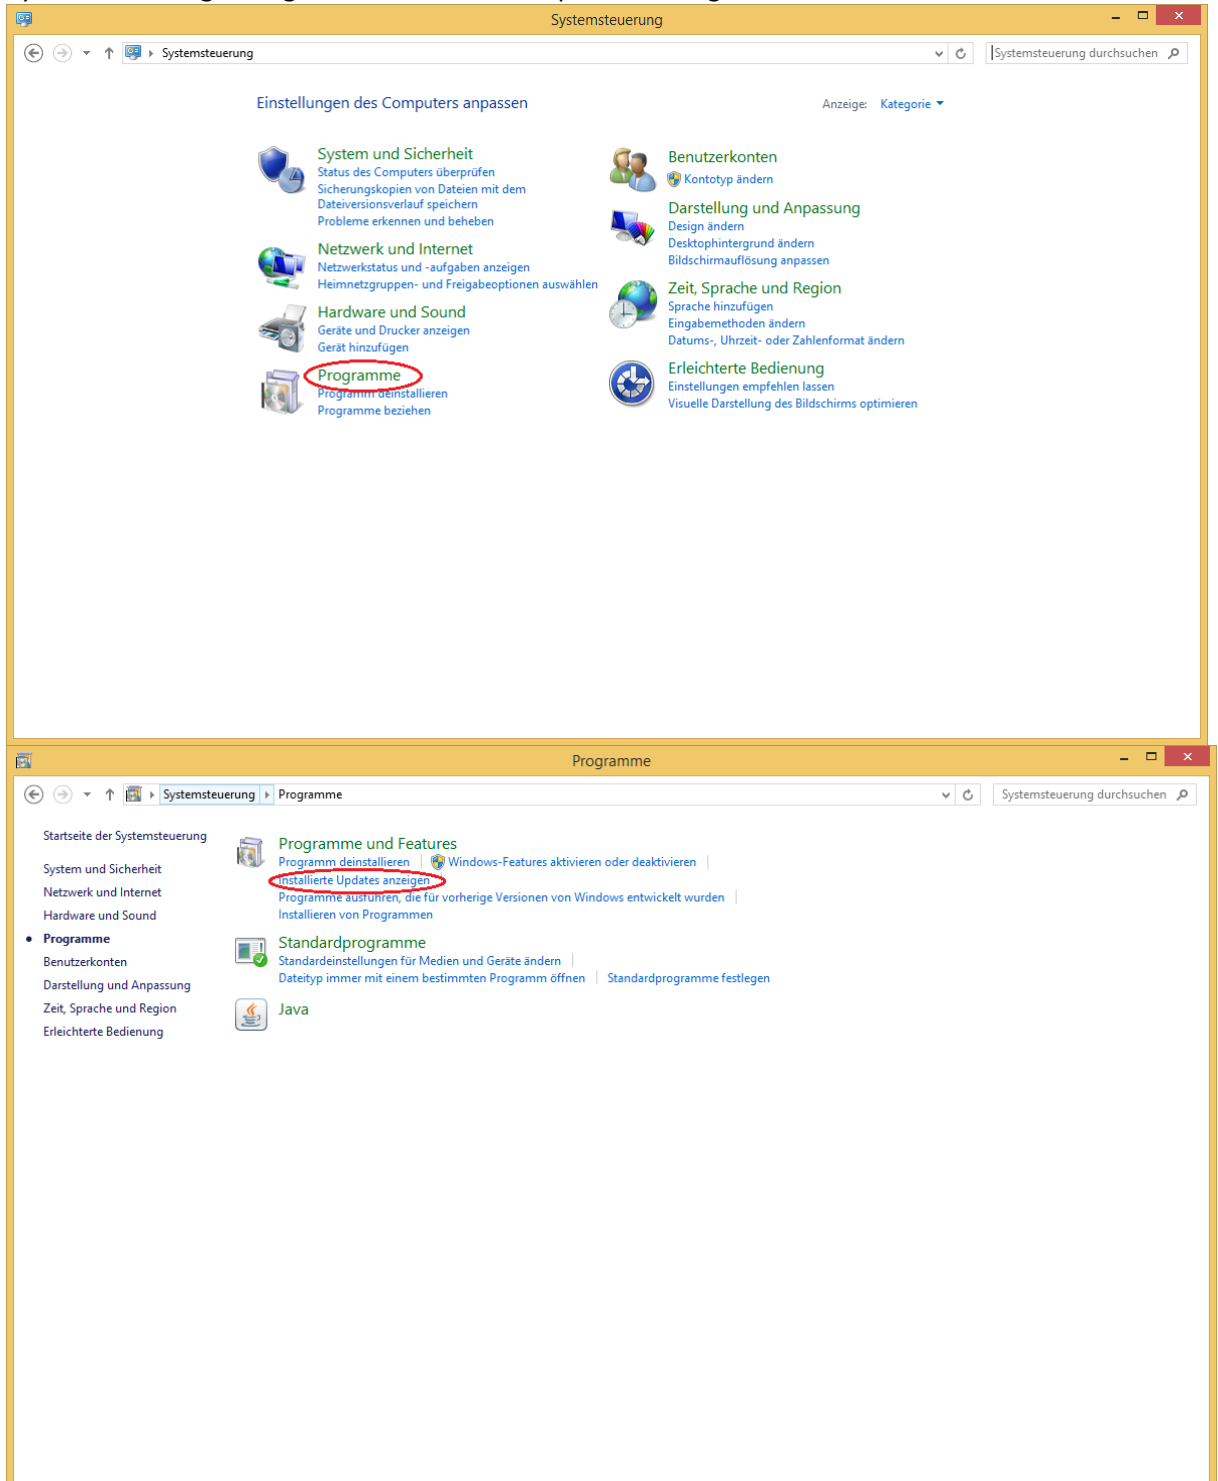 Systemsteuerung
Systemsteuerung
Systemsteuerung durchsuchen
Einstellungen des Computers anpassen
Anzeige: Kategorie
System und Sicherheit
Status des Computers überprüfen
Sicherungskopien von Dateien mit dem
Dateiversionsverlauf speichern
Probleme erkennen und beheben
Netzwerk und Internet
Netzwerkstatus und -aufgaben anzeigen
Heimnetzgruppen- und Freigabeoptionen auswählen
Hardware und Sound
Geräte und Drucker anzeigen
Gerät hinzufügen
Programme
Programm deinstallieren
Programme beziehen
Benutzerkonten
Kontotyp ändern
Darstellung und Anpassung
Design ändern
Desktophintergrund ändern
Bildschirmauflösung anpassen
Zeit, Sprache und Region
Sprache hinzufügen
Eingabemethoden ändern
Datums-, Uhrzeit- oder Zahlenformat ändern
Erleichterte Bedienung
Einstellungen empfehlen lassen
Visuelle Darstellung des Bildschirms optimieren
Programme
Systemsteuerung Programme
Systemsteuerung durchsuchen
Startseite der Systemsteuerung
System und Sicherheit
Netzwerk und Internet
Hardware und Sound
Programme
Benutzerkonten
Darstellung und Anpassung
Zeit, Sprache und Region
Erleichterte Bedienung
Programme und Features
Programm deinstallieren Windows-Features aktivieren oder deaktivieren
Installierte Updates anzeigen
Programme ausführen, die für vorherige Versionen von Windows entwickelt wurden
Installieren von Programmen
Standardprogramme
Standardeinstellungen für Medien und Geräte ändern
Dateityp immer mit einem bestimmten Programm öffnen Standardprogramme festlegen
Java